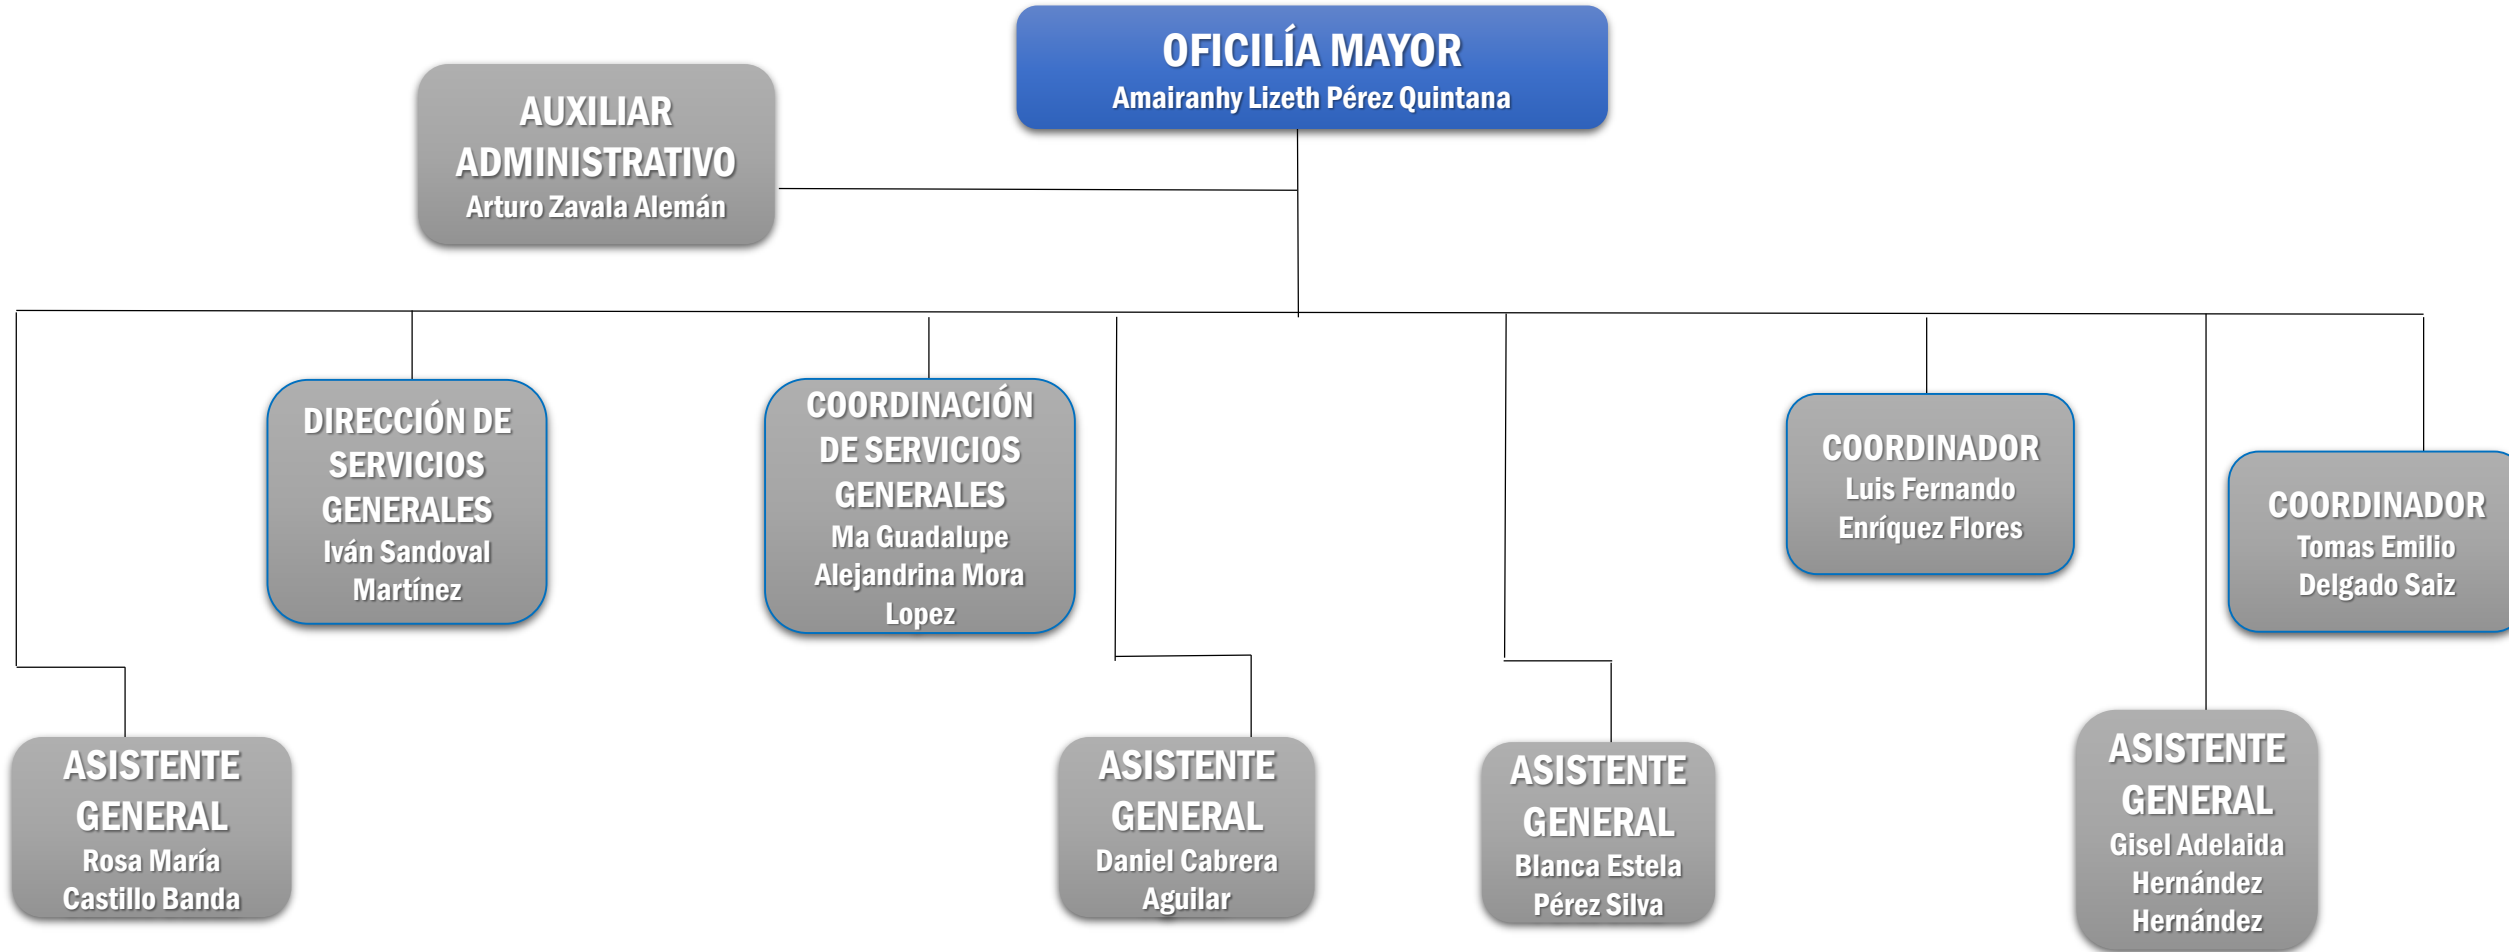 OFICILÍA MAYOR
Amairanhy Lizeth Pérez Quintana
AUXILIAR
ADMINISTRATIVO
Arturo Zavala Alemán
DIRECCIÓN DE
SERVICIOS
GENERALES
Iván Sandoval
Martínez
COORDINACIÓN
DE SERVICIOS
GENERALES
Ma Guadalupe
Alejandrina Mora
Lopez
COORDINADOR
Luis Fernando
Enríquez Flores
COORDINADOR
Tomas Emilio
Delgado Saiz
ASISTENTE
GENERAL
Rosa María
Castillo Banda
ASISTENTE
GENERAL
Daniel Cabrera
Aguilar
ASISTENTE
GENERAL
Blanca Estela
Pérez Silva
ASISTENTE
GENERAL
Gisel Adelaida
Hernández
Hernández